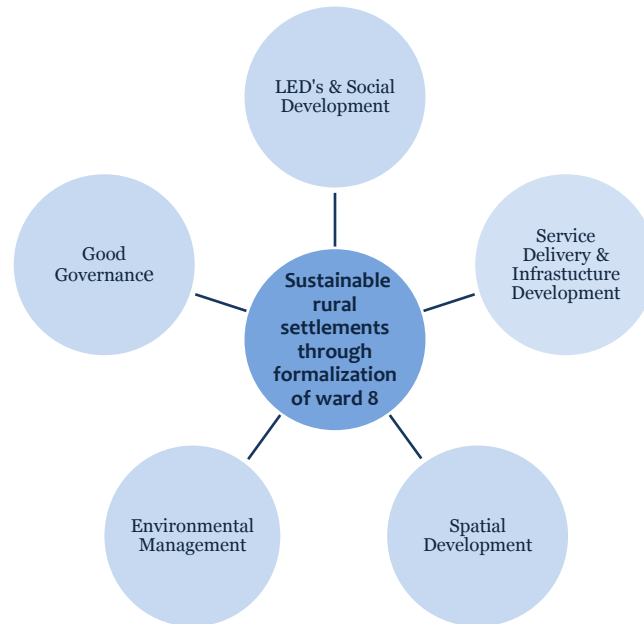 LED's & Social
Development
Good
Governance
Service
Delivery &
Infrastucture
Development
Sustainable
rural
settlements
through
formalization
of ward 8
Environmental
Management
Spatial
Development